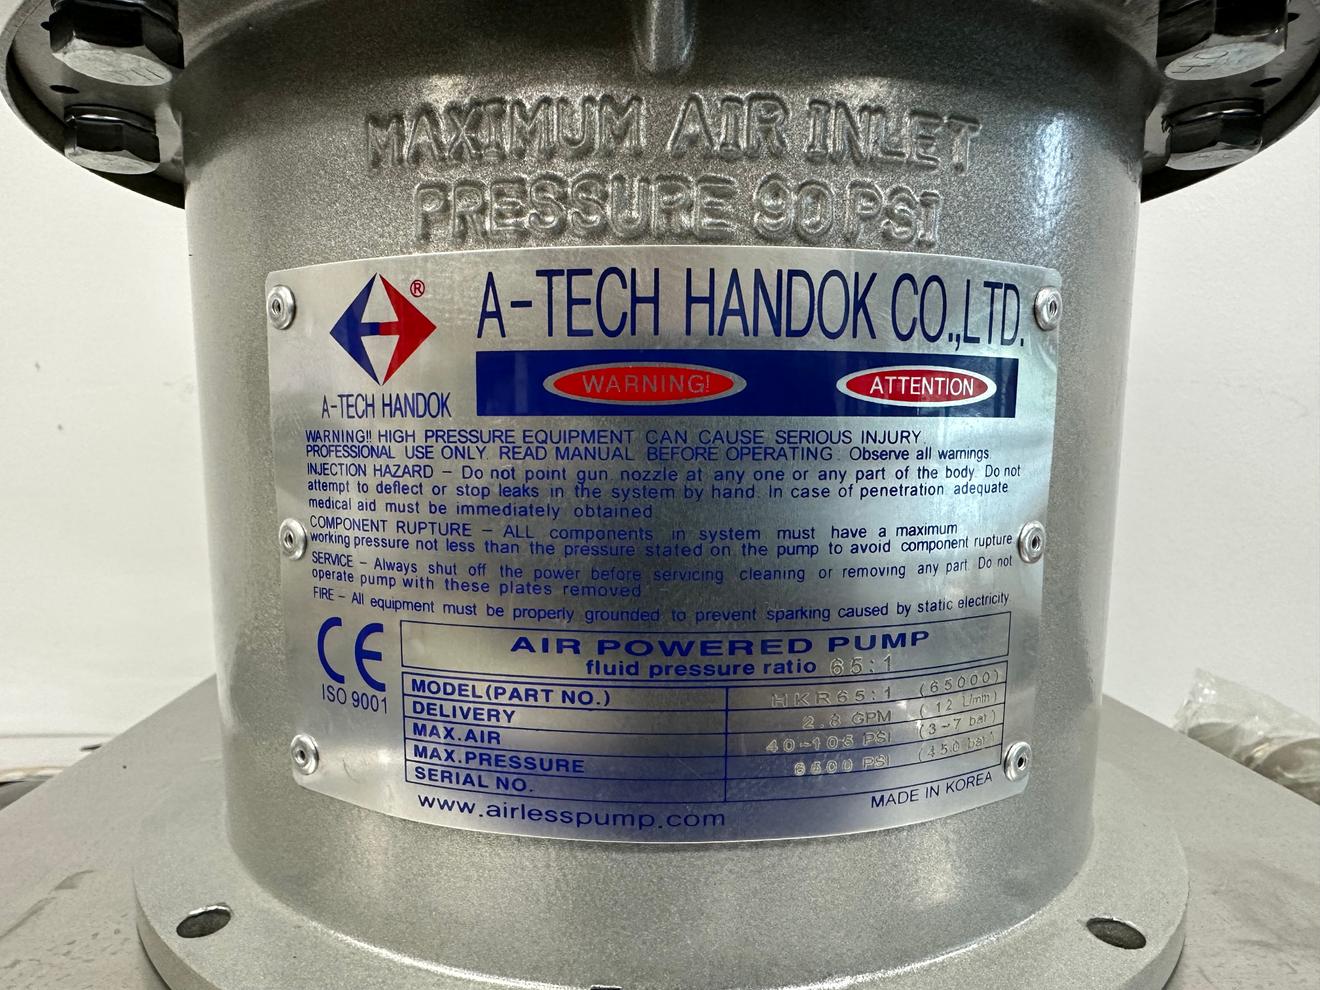 MAXIMUM AIR INLET
PRESSURE 90 PSI
®
A-TECH HANDOK CO.,LTD.
A-TECH HANDOK
WARNING!
ATTENTION
WARNING!! HIGH PRESSURE EQUIPMENT CAN CAUSE SERIOUS INJURY.
PROFESSIONAL USE ONLY. READ MANUAL BEFORE OPERATING. Observe all warnings.
INJECTION HAZARD - Do not point gun nozzle at any one or any part of the body. Do not
attempt to deflect or stop leaks in the system by hand. In case of penetration adequate
medical aid must be immediately obtained
COMPONENT RUPTURE - ALL components in system must have a maximum
working pressure not less than the pressure stated on the pump to avoid component rupture.
SERVICE - Always shut off the power before servicing cleaning or removing any part. Do not
operate pump with these plates removed
FIRE - All equipment must be properly grounded to prevent sparking caused by static electricity.
CE
ISO 9001
AIR POWERED PUMP
fluid pressure ratio 65:1
MODEL(PART NO.) HKR65:1 (65000)
DELIVERY 2.8 GPM (12 L/min)
MAX.AIR PSI (3~7 bar)
MAX.PRESSURE PSI (450 bar)
SERIAL NO.
www.airlesspump.com
MADE IN KOREA